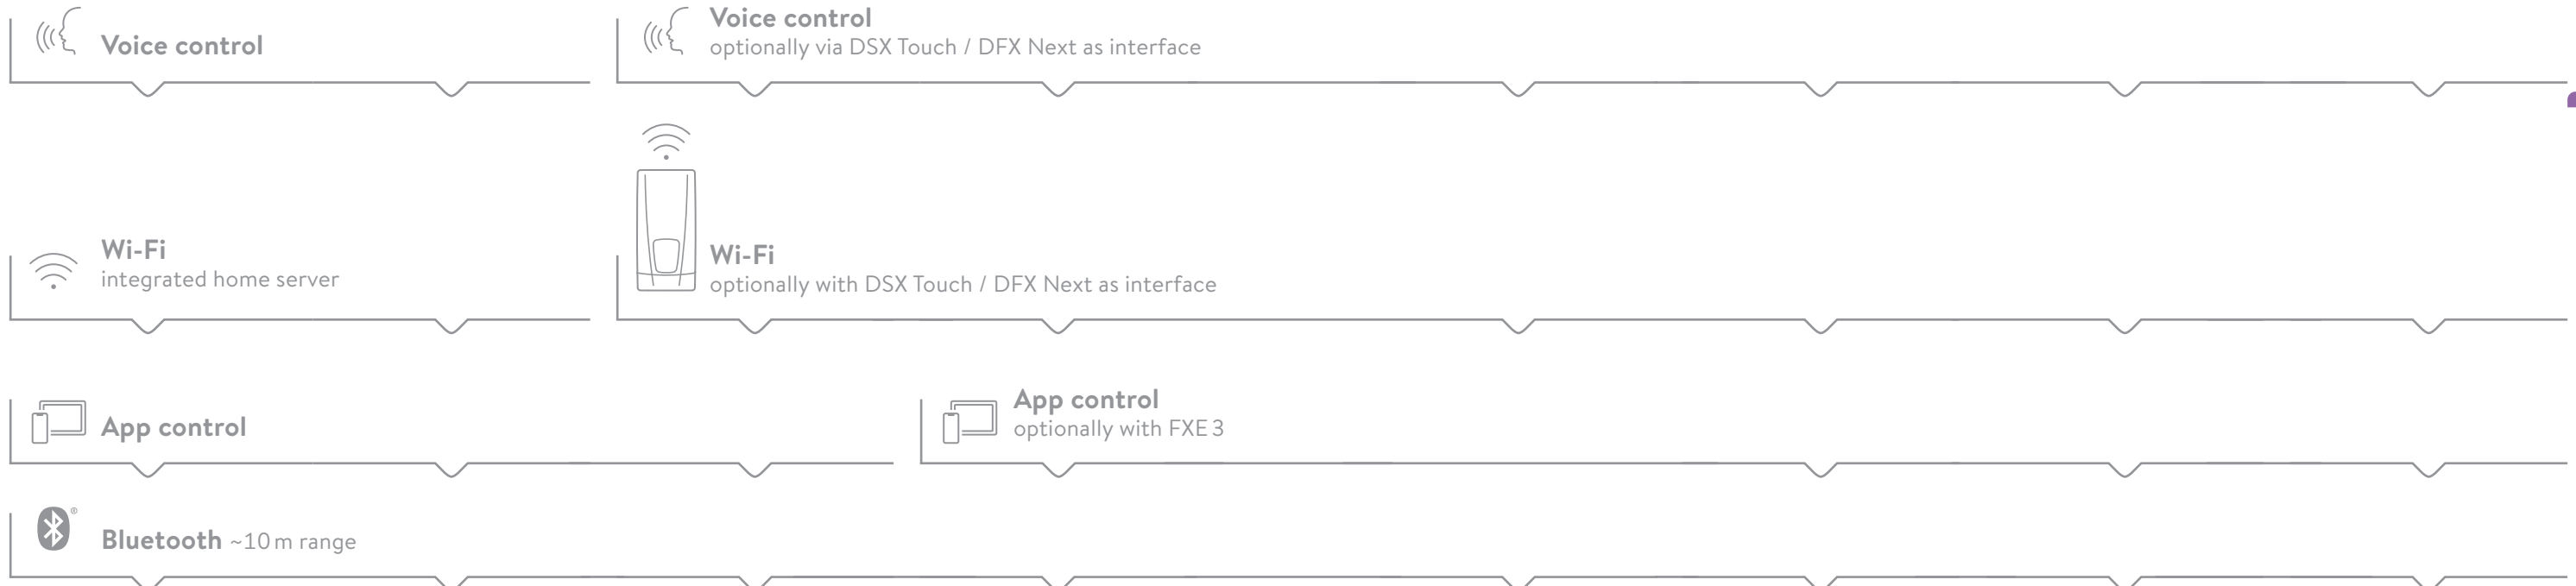 Voice control
Voice control
optionally via DSX Touch / DFX Next as interface
Wi-Fi
integrated home server
Wi-Fi
optionally with DSX Touch / DFX Next as interface
App control
App control
optionally with FXE 3
®
Bluetooth ~10 m range